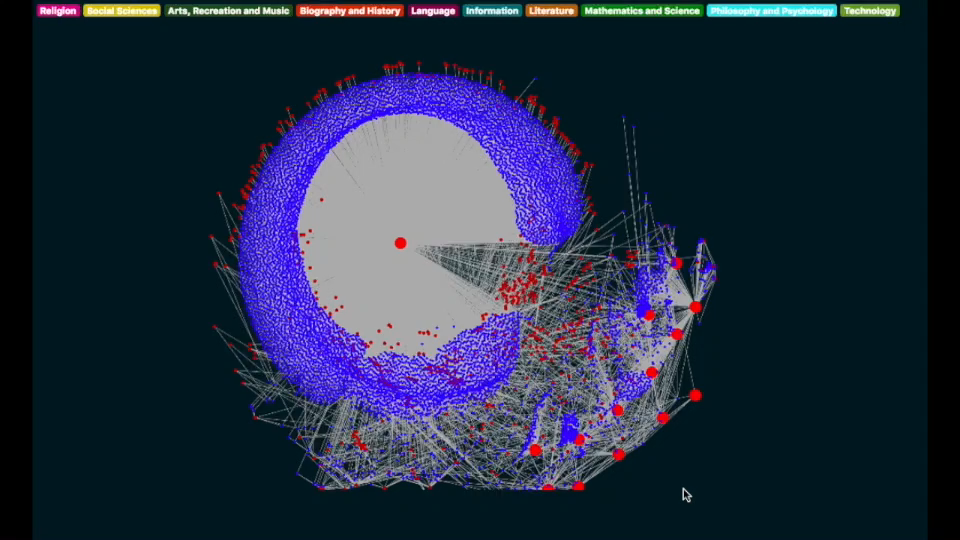 Religion Social Sciences Arts, Recreation and Music Biography and History Language Information Literature Mathematics and Science Philosophy and Psychology Technology